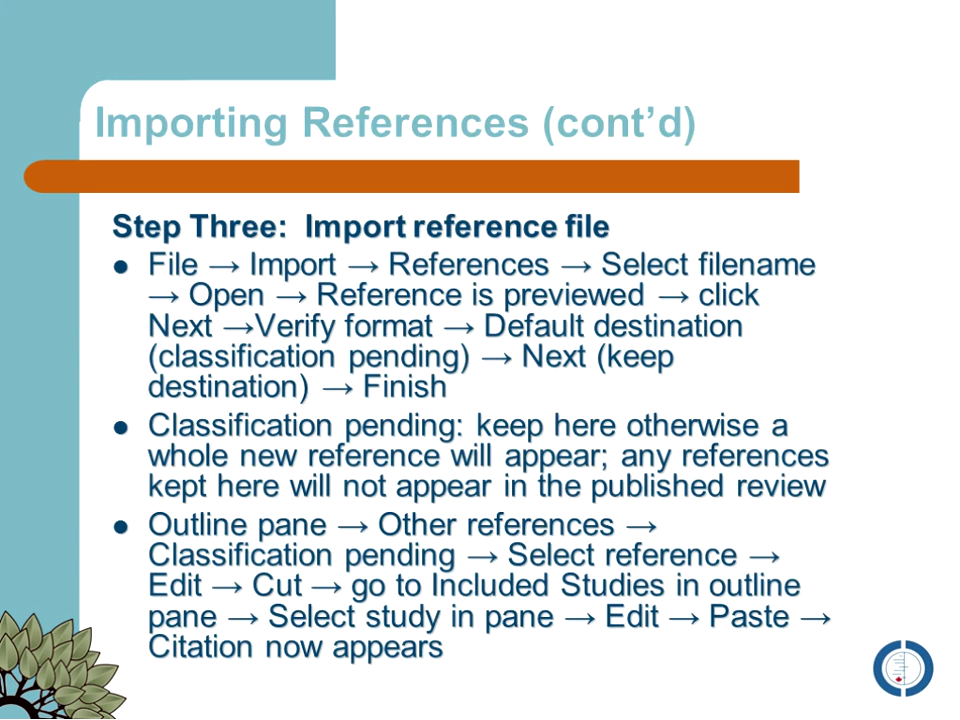 Importing References (cont’d)
Step Three:  Import reference file
● File → Import → References → Select filename
→ Open → Reference is previewed → click
Next →Verify format → Default destination
(classification pending) → Next (keep
destination) → Finish
● Classification pending: keep here otherwise a
whole new reference will appear; any references
kept here will not appear in the published review
● Outline pane → Other references →
Classification pending → Select reference →
Edit → Cut → go to Included Studies in outline
pane → Select study in pane → Edit → Paste →
Citation now appears